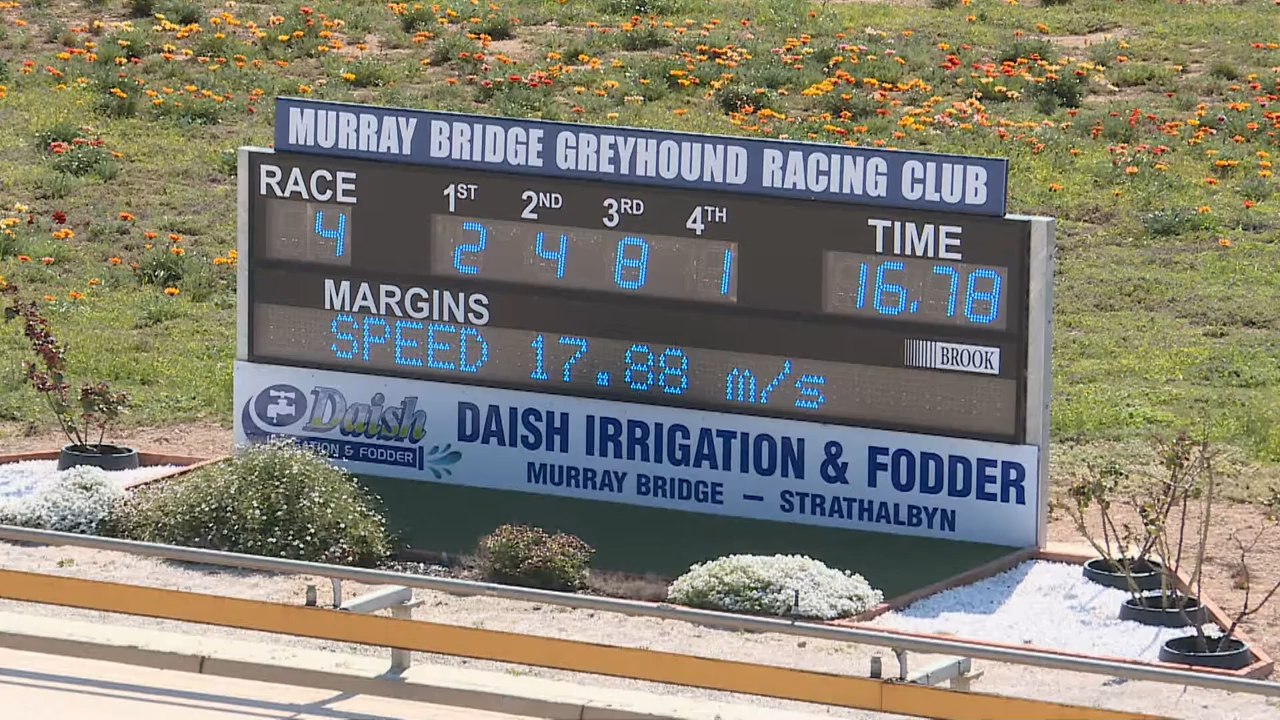 MURRAY BRIDGE GREYHOUND RACING CLUB
RACE 1ST 2ND 3RD 4TH TIME
4 2 4 8 1 16.78
MARGINS
SPEED 17.88 m/s
BROOK
Daish
IRRIGATION & FODDER
DAISH IRRIGATION & FODDER
MURRAY BRIDGE – STRATHALBYN